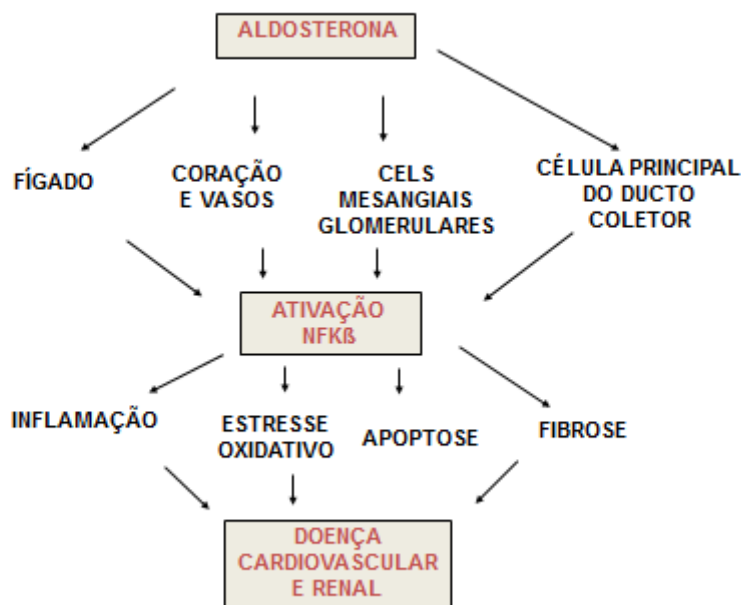 ALDOSTERONA
FÍGADO
CORAÇÃO
E VASOS
CELS
MESANGIAIS
GLOMERULARES
CÉLULA PRINCIPAL
DO DUCTO
COLETOR
ATIVAÇÃO
NFKß
INFLAMAÇÃO
ESTRESSE
OXIDATIVO
APOPTOSE
FIBROSE
DOENÇA
CARDIOVASCULAR
E RENAL